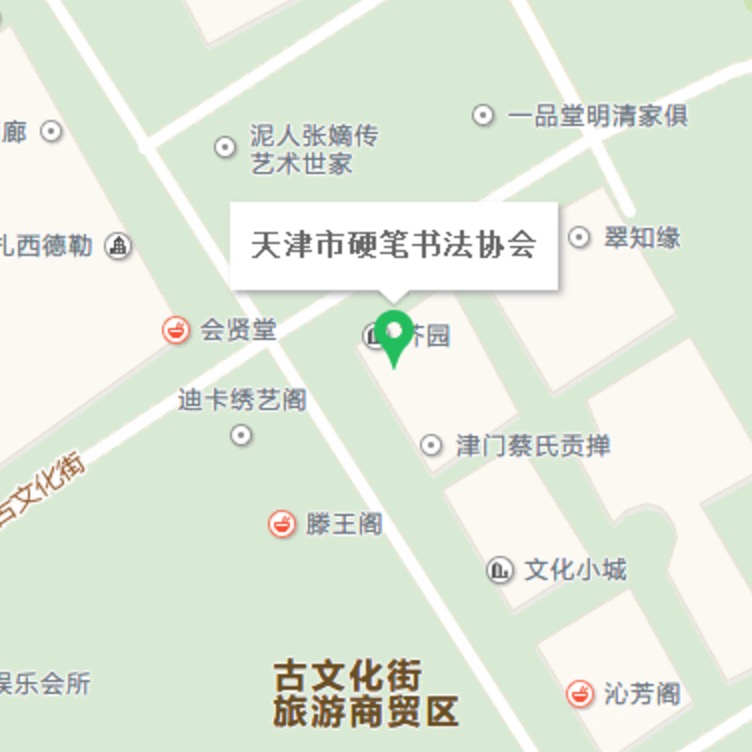 一品堂明清家俱
泥人张嫡传
艺术世家
廊
天津市硬笔书法协会
翠知缘
扎西德勒
会贤堂
芥园
迪卡绣艺阁
津门蔡氏贡掸
古文化街
滕王阁
文化小城
古文化街
旅游商贸区
娱乐会所
沁芳阁